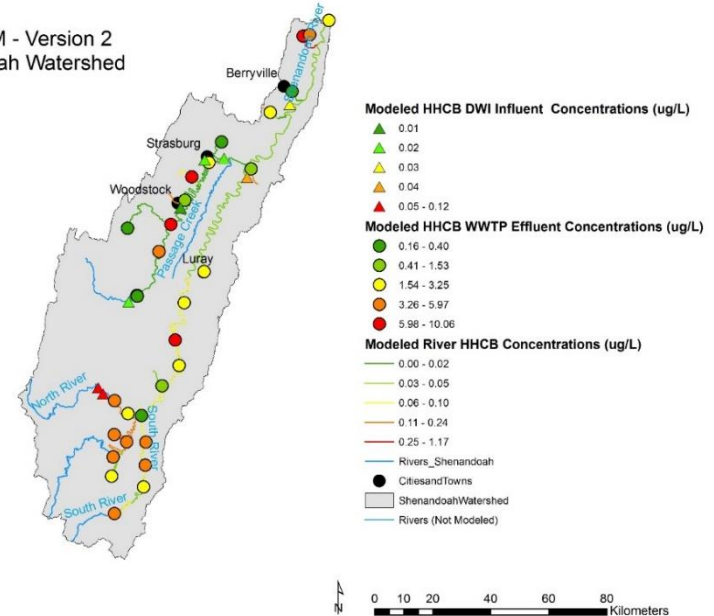 M - Version 2
ah Watershed
Shenandoah River
Berryville
Strasburg
Woodstock
Passage Creek
Luray
North River
South River
South River
Modeled HHCB DWI Influent Concentrations (ug/L)
0.01
0.02
0.03
0.04
0.05 - 0.12
Modeled HHCB WWTP Effluent Concentrations (ug/L)
0.16 - 0.40
0.41 - 1.53
1.54 - 3.25
3.26 - 5.97
5.98 - 10.06
Modeled River HHCB Concentrations (ug/L)
0.00 - 0.02
0.03 - 0.05
0.06 - 0.10
0.11 - 0.24
0.25 - 1.17
Rivers_Shenandoah
CitiesandTowns
ShenandoahWatershed
Rivers (Not Modeled)
N
0 10 20 40 60 80
Kilometers